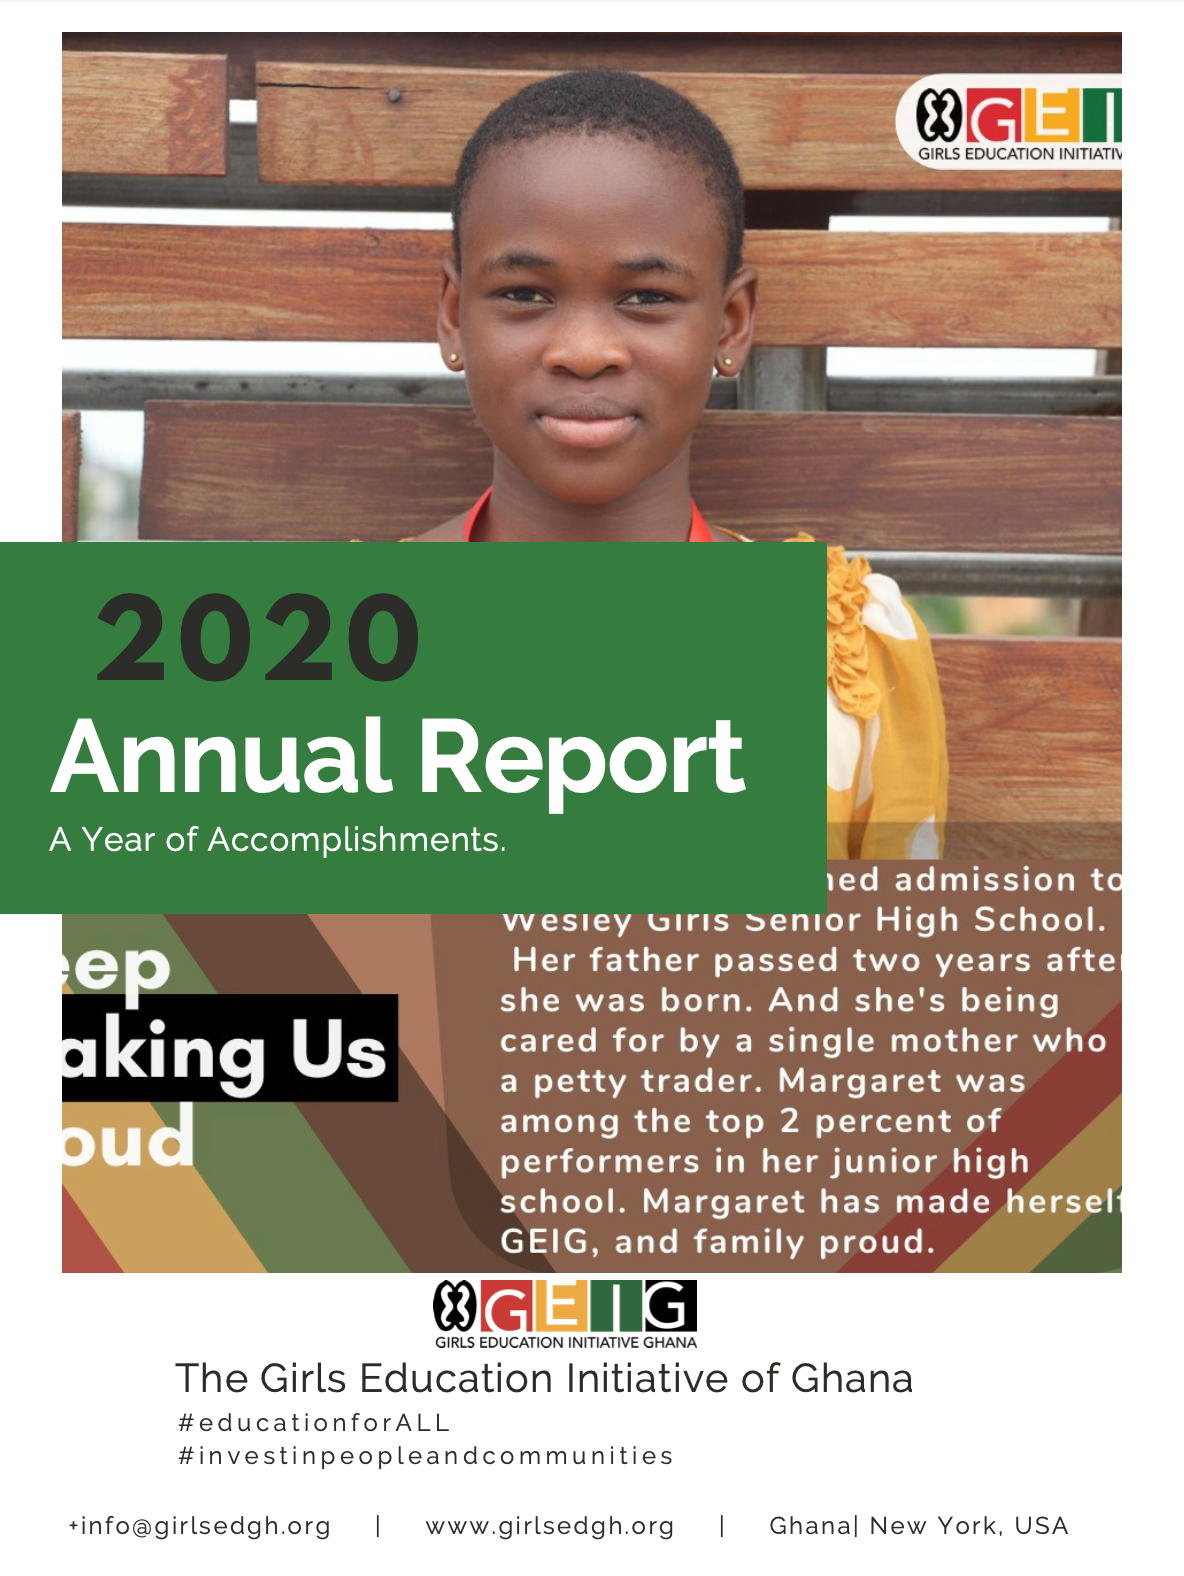 GEI
GIRLS EDUCATION INITIATIV
2020
Annual Report
A Year of Accomplishments.
ned admission to
Wesley Girls Senior High School.
Her father passed two years after
she was born. And she's being
cared for by a single mother who
a petty trader. Margaret was
among the top 2 percent of
performers in her junior high
school. Margaret has made herself
GEIG, and family proud.
eep
aking Us
oud
GEIG
GIRLS EDUCATION INITIATIVE GHANA
The Girls Education Initiative of Ghana
#educationforALL
#investinpeopleandcommunities
+info@girlsedgh.org | www.girlsedgh.org | Ghana| New York, USA